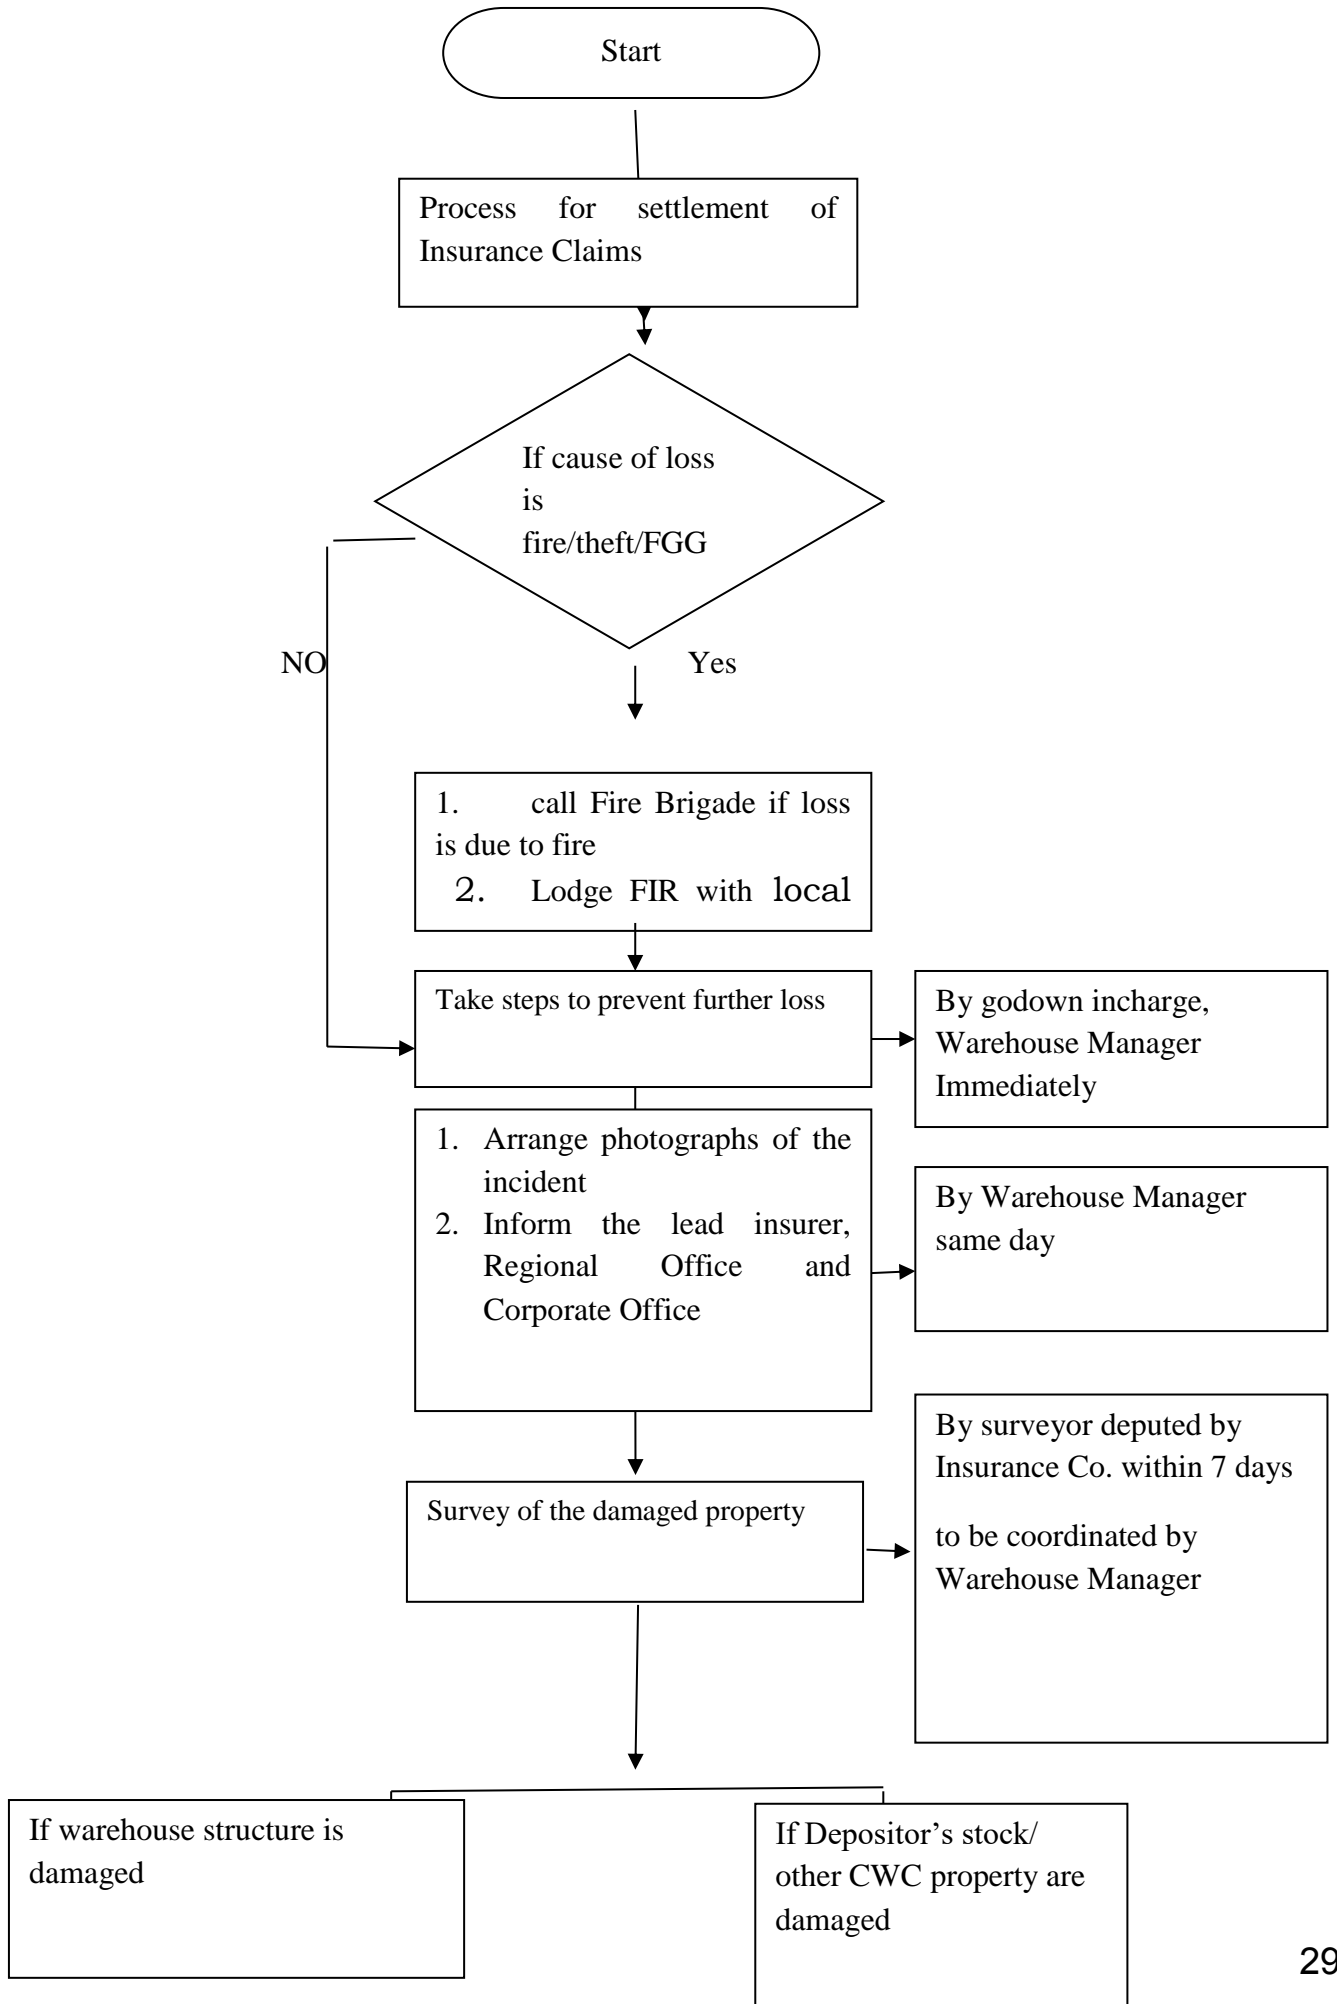 Start
Process for settlement of
Insurance Claims
If cause of loss
is
fire/theft/FGG
NO
Yes
1. call Fire Brigade if loss
is due to fire
2. Lodge FIR with local
Take steps to prevent further loss
By godown incharge,
Warehouse Manager
Immediately
1. Arrange photographs of the
incident
2. Inform the lead insurer,
Regional Office and
Corporate Office
By Warehouse Manager
same day
By surveyor deputed by
Insurance Co. within 7 days
to be coordinated by
Warehouse Manager
Survey of the damaged property
If warehouse structure is
damaged
If Depositor’s stock/
other CWC property are
damaged
29